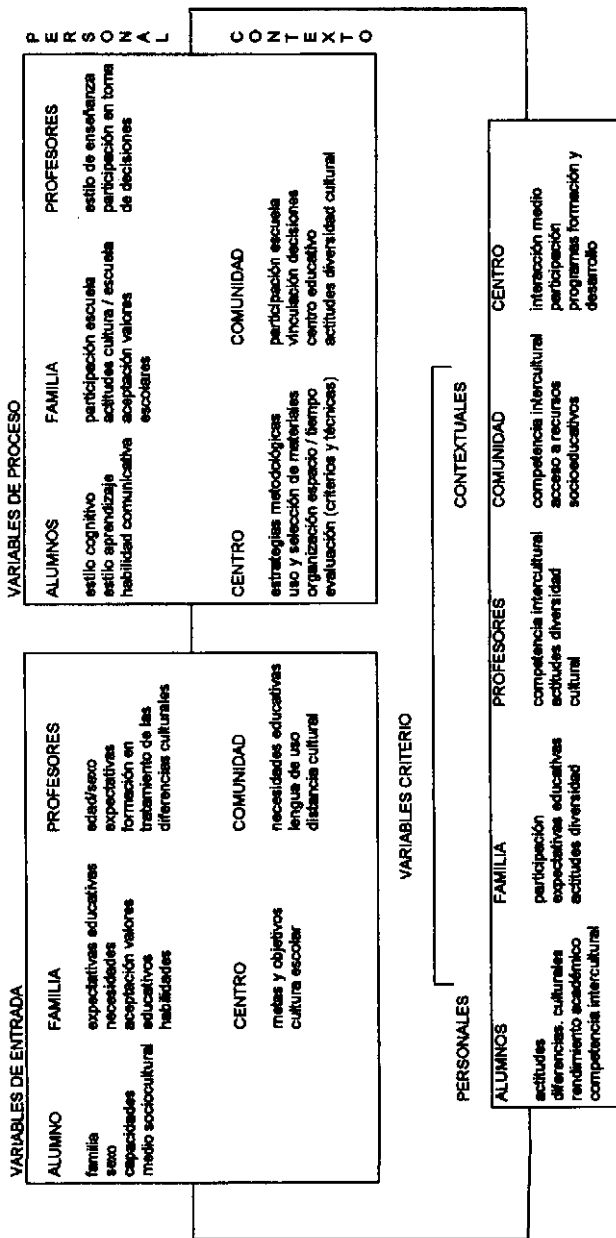 VARIABLES DE ENTRADA
ALUMNO
familia
sexo
capacidades
medio sociocultural
FAMILIA
expectativas educativas
necesidades
aceptación valores
educativos
habilidades
PROFESORES
edad/sexo
expectativas
formación en
tratamiento de las
diferencias culturales
CENTRO
metas y objetivos
cultura escolar
COMUNIDAD
necesidades educativas
lengua de uso
distancia cultural
VARIABLES DE PROCESO
ALUMNOS
estilo cognitivo
estilo aprendizaje
habilidad comunicativa
FAMILIA
participación escuela
actitudes cultura / escuela
aceptación valores
escolares
PROFESORES
estilo de enseñanza
participación en toma
de decisiones
CENTRO
estrategias metodológicas
uso y selección de materiales
organización espacio / tiempo
evaluación (criterios y técnicas)
COMUNIDAD
participación escuela
vinculación decisiones
centro educativo
actitudes diversidad cultural
PERSONAL
CONTEXTO
VARIABLES CRITERIO
PERSONALES
CONTEXTUALES
ALUMNOS
actitudes
diferencias. culturales
rendimiento académico
competencia intercultural
FAMILIA
participación
expectativas educativas
actitudes diversidad
PROFESORES
competencia intercultural
actitudes diversidad
cultural
COMUNIDAD
competencia intercultural
acceso a recursos
socioeducativos
CENTRO
interacción medio
participación
programas formación y
desarrollo